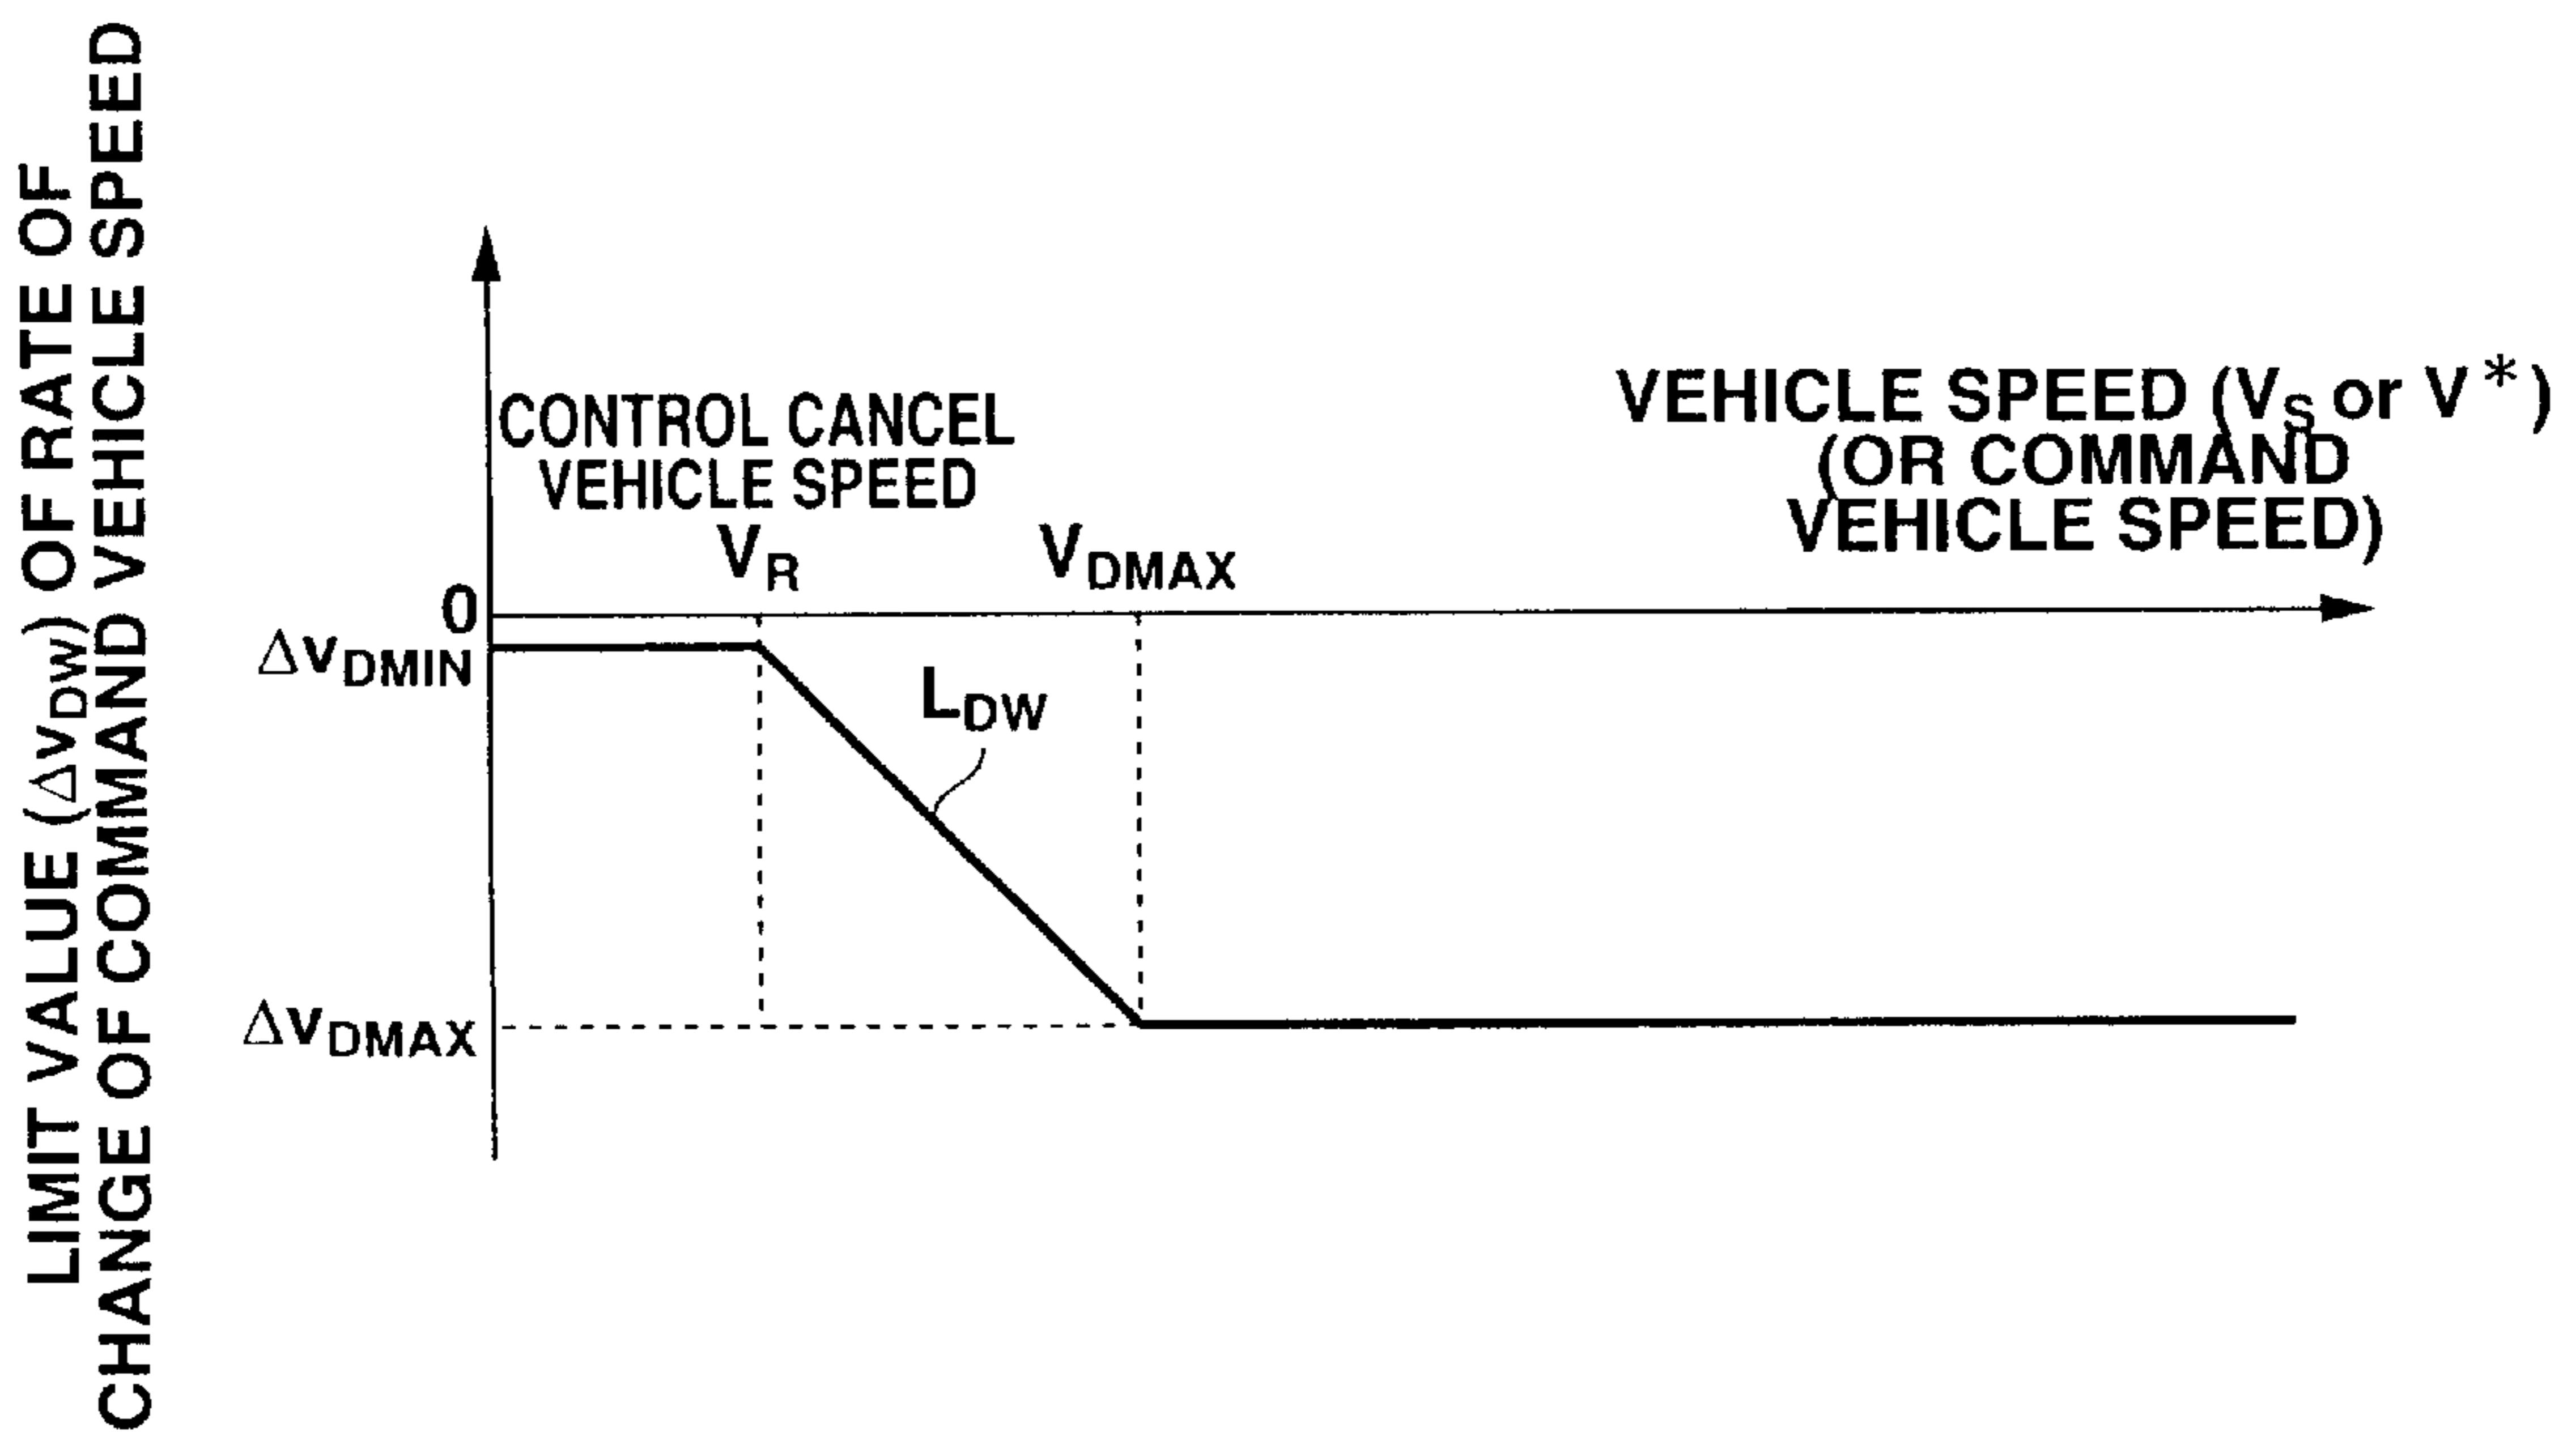 LIMIT VALUE (Δv_DW) OF RATE OF
CHANGE OF COMMAND VEHICLE SPEED
CONTROL CANCEL
VEHICLE SPEED
V_R
V_DMAX
VEHICLE SPEED (V_S or V*)
(OR COMMAND
VEHICLE SPEED)
0
Δv_DMIN
L_DW
Δv_DMAX